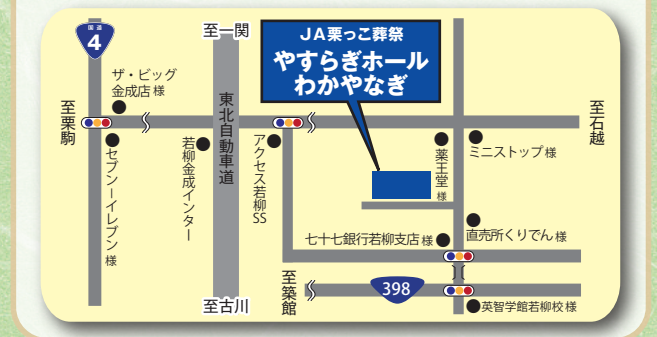 国道
4
至一関
JA栗っこ葬祭
やすらぎホール
わかやなぎ
ザ・ビッグ
金成店様
至栗駒
東北自動車道
至石越
セブンーイレブン様
若柳金成インター
アクセス若柳SS
薬王堂様
ミニストップ様
七十七銀行若柳支店様
直売所くりでん様
至築館
398
至古川
英智学館若柳校様